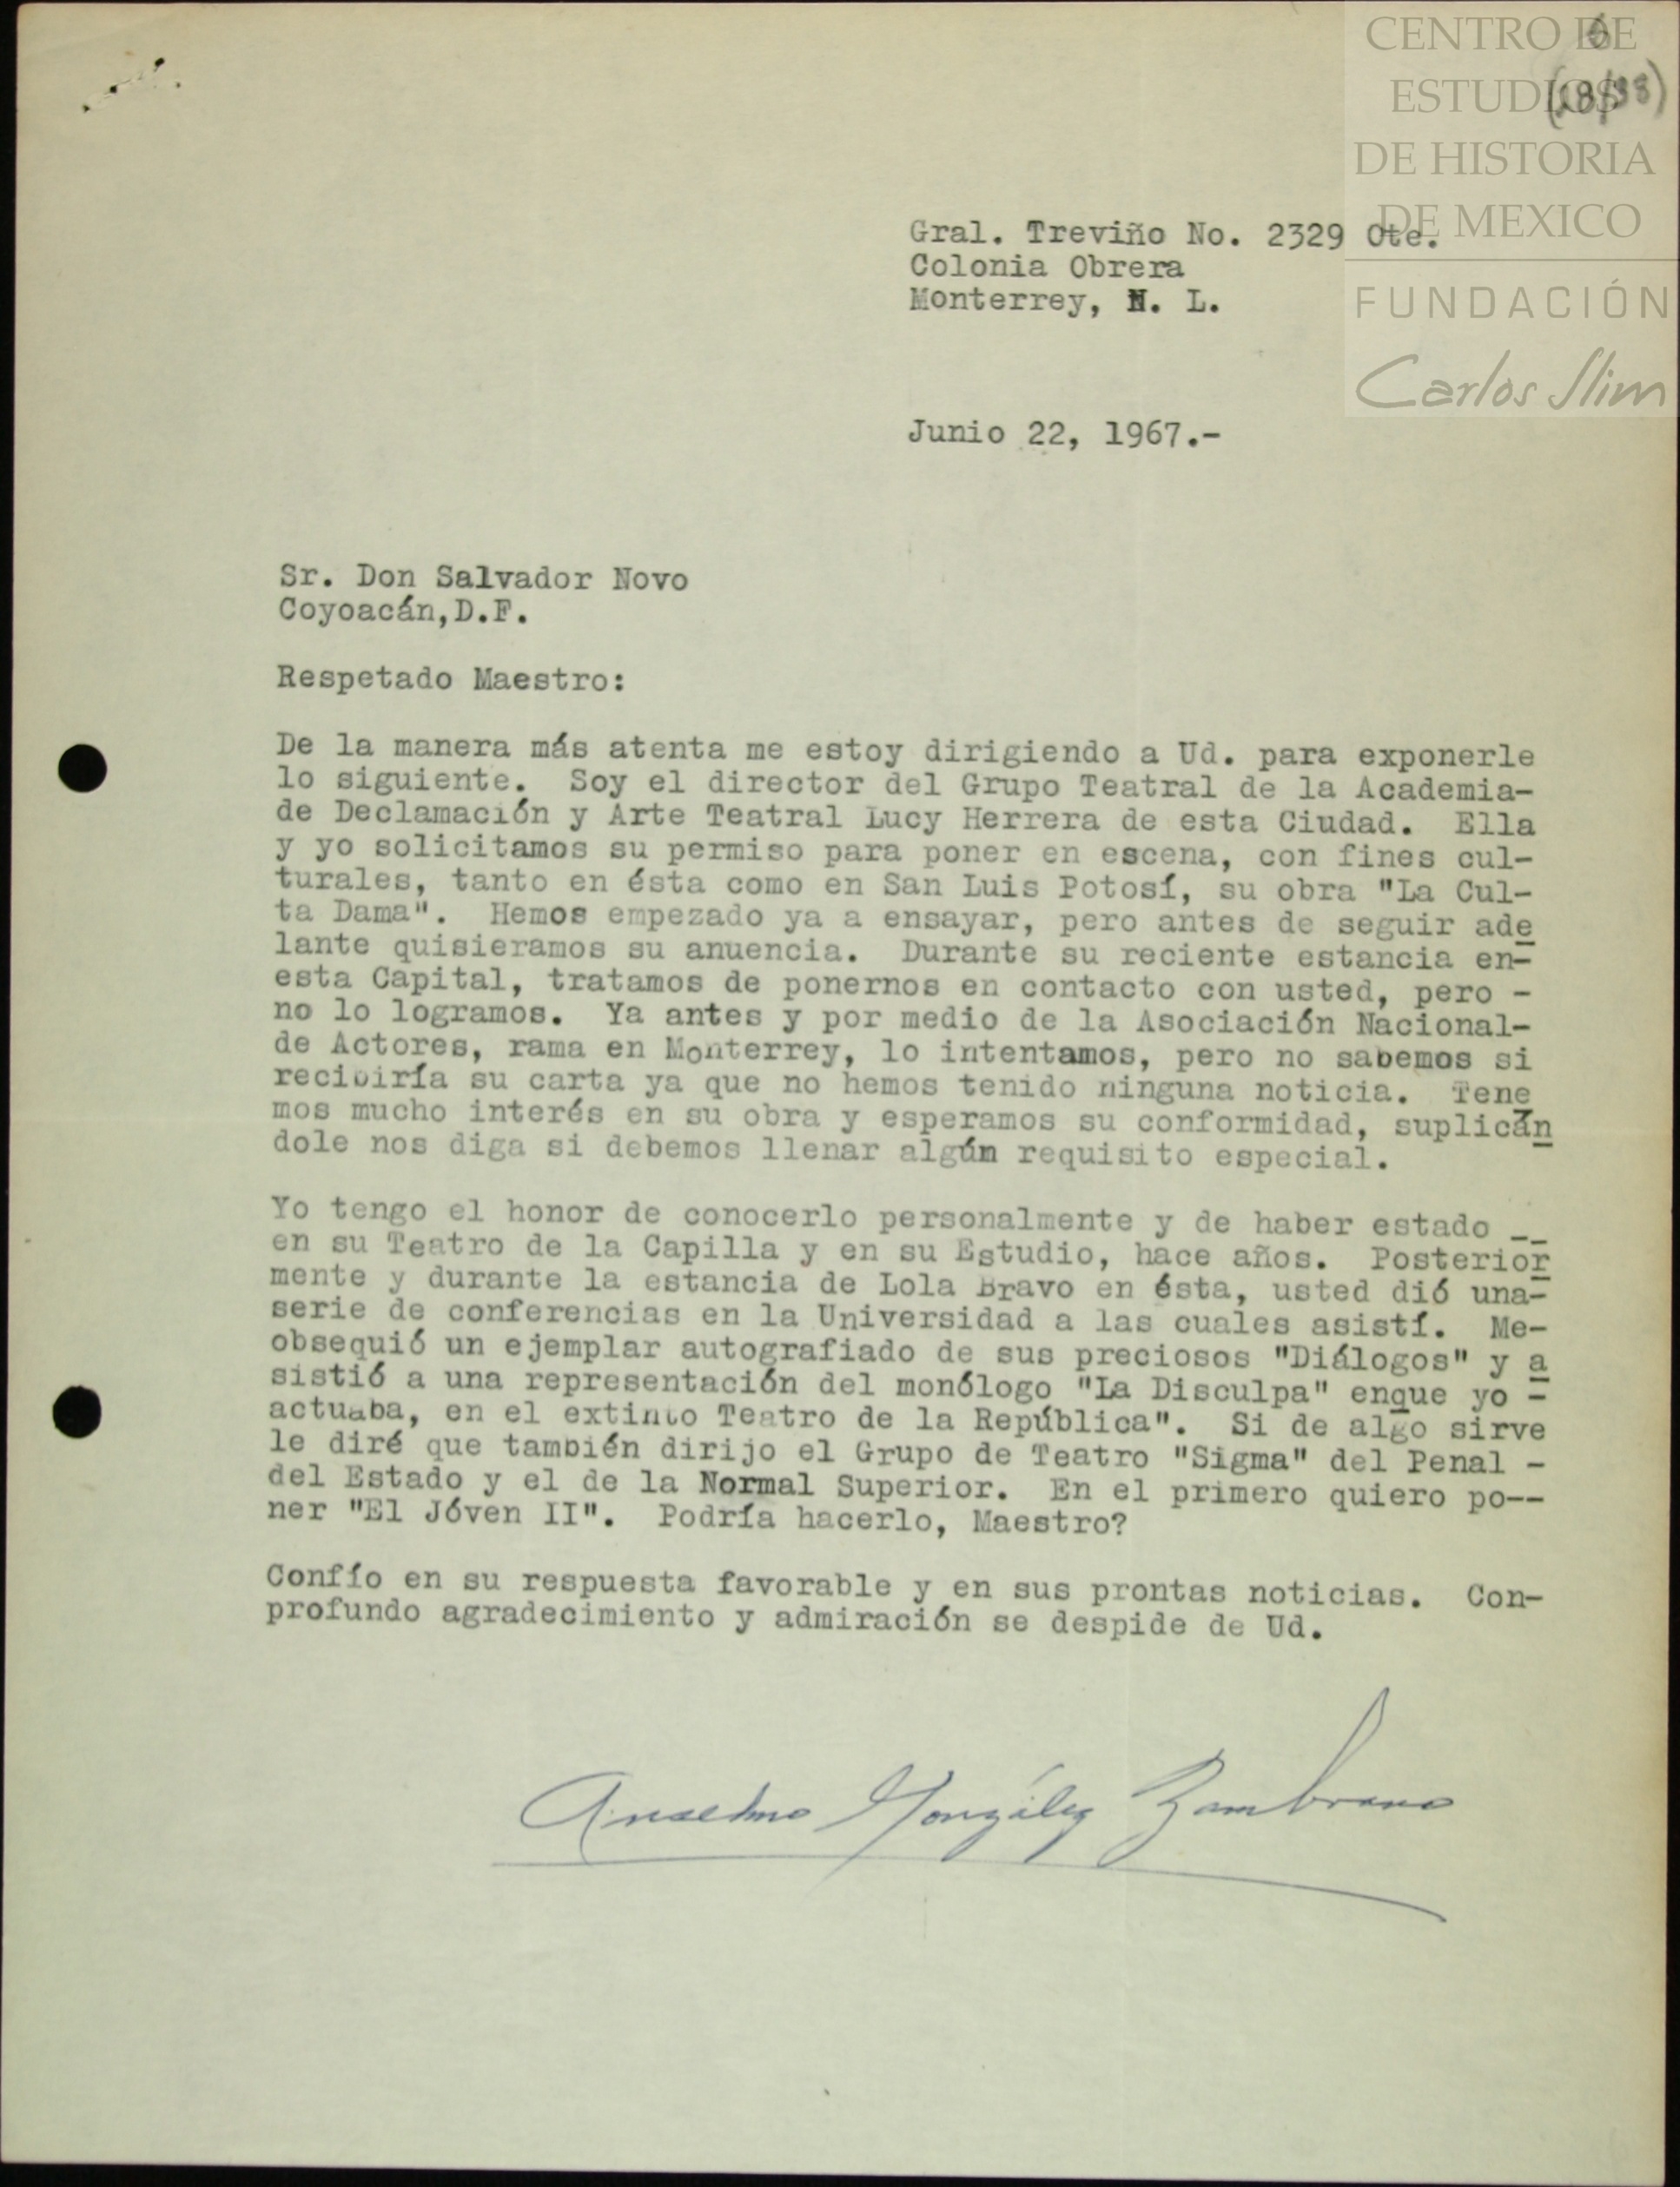 CENTRO DE
ESTUDIOS
DE HISTORIA
DE MEXICO
FUNDACIÓN
Carlos Slim
Gral. Treviño No. 2329 Ote.
Colonia Obrera
Monterrey, N. L.
Junio 22, 1967.-
Sr. Don Salvador Novo
Coyoacán,D.F.
Respetado Maestro:
De la manera más atenta me estoy dirigiendo a Ud. para exponerle
lo siguiente. Soy el director del Grupo Teatral de la Academia-
de Declamación y Arte Teatral Lucy Herrera de esta Ciudad. Ella
y yo solicitamos su permiso para poner en escena, con fines cul-
turales, tanto en ésta como en San Luis Potosí, su obra "La Cul-
ta Dama". Hemos empezado ya a ensayar, pero antes de seguir ade
lante quisieramos su anuencia. Durante su reciente estancia en-
esta Capital, tratamos de ponernos en contacto con usted, pero -
no lo logramos. Ya antes y por medio de la Asociación Nacional-
de Actores, rama en Monterrey, lo intentamos, pero no sabemos si
recibiría su carta ya que no hemos tenido ninguna noticia. Tene
mos mucho interés en su obra y esperamos su conformidad, suplicán
dole nos diga si debemos llenar algún requisito especial.
Yo tengo el honor de conocerlo personalmente y de haber estado __
en su Teatro de la Capilla y en su Estudio, hace años. Posterior
mente y durante la estancia de Lola Bravo en ésta, usted dió una-
serie de conferencias en la Universidad a las cuales asistí. Me-
obsequió un ejemplar autografiado de sus preciosos "Diálogos" y a
sistió a una representación del monólogo "La Disculpa" enque yo -
actuaba, en el extinto Teatro de la República". Si de algo sirve
le diré que también dirijo el Grupo de Teatro "Sigma" del Penal -
del Estado y el de la Normal Superior. En el primero quiero po--
ner "El Jóven II". Podría hacerlo, Maestro?
Confío en su respuesta favorable y en sus prontas noticias. Con-
profundo agradecimiento y admiración se despide de Ud.
Anselmo González Zambrano